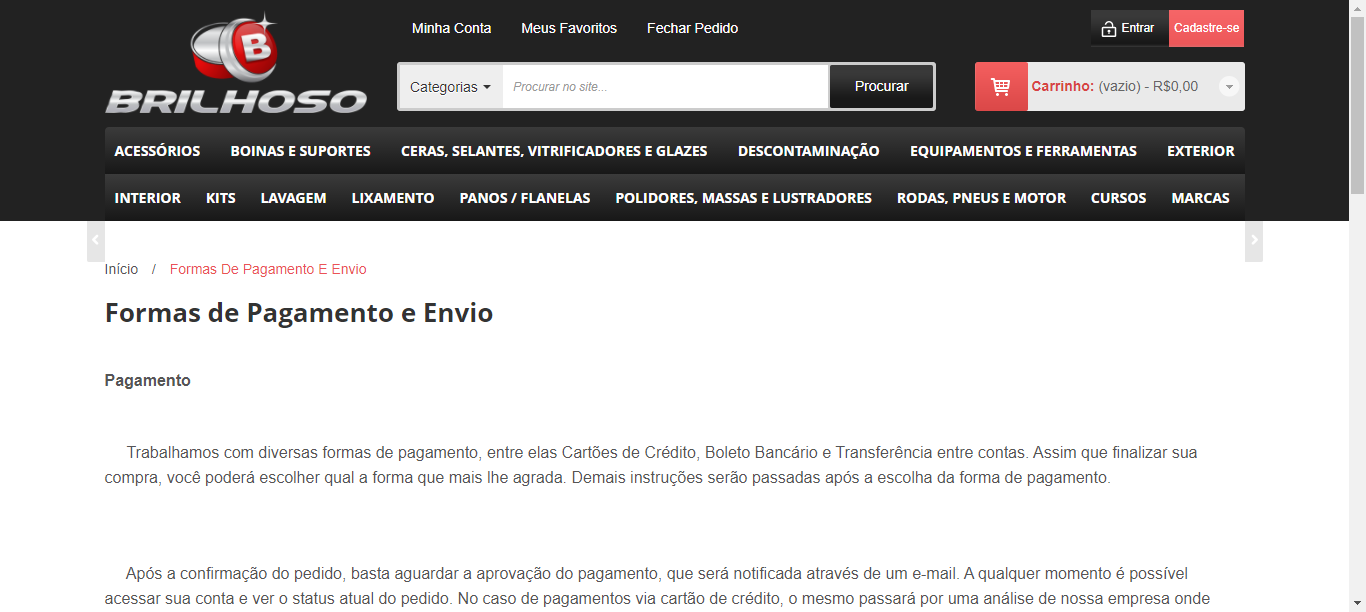 Minha Conta Meus Favoritos Fechar Pedido Entrar Cadastre-se
B
BRILHOSO
Categorias Procurar no site... Procurar Carrinho: (vazio) - R$0,00
ACESSÓRIOS BOINAS E SUPORTES CERAS, SELANTES, VITRIFICADORES E GLAZES DESCONTAMINAÇÃO EQUIPAMENTOS E FERRAMENTAS EXTERIOR
INTERIOR KITS LAVAGEM LIXAMENTO PANOS / FLANELAS POLIDORES, MASSAS E LUSTRADORES RODAS, PNEUS E MOTOR CURSOS MARCAS
Início / Formas De Pagamento E Envio
Formas de Pagamento e Envio
Pagamento
Trabalhamos com diversas formas de pagamento, entre elas Cartões de Crédito, Boleto Bancário e Transferência entre contas. Assim que finalizar sua
compra, você poderá escolher qual a forma que mais lhe agrada. Demais instruções serão passadas após a escolha da forma de pagamento.
Após a confirmação do pedido, basta aguardar a aprovação do pagamento, que será notificada através de um e-mail. A qualquer momento é possível
acessar sua conta e ver o status atual do pedido. No caso de pagamentos via cartão de crédito, o mesmo passará por uma análise de nossa empresa onde